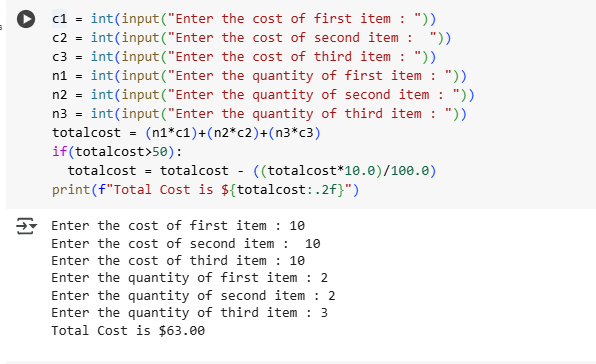 c1 = int(input("Enter the cost of first item : "))
c2 = int(input("Enter the cost of second item :  "))
c3 = int(input("Enter the cost of third item : "))
n1 = int(input("Enter the quantity of first item : "))
n2 = int(input("Enter the quantity of second item : "))
n3 = int(input("Enter the quantity of third item : "))
totalcost = (n1*c1)+(n2*c2)+(n3*c3)
if(totalcost>50):
  totalcost = totalcost - ((totalcost*10.0)/100.0)
print(f"Total Cost is ${totalcost:.2f}")
Enter the cost of first item : 10
Enter the cost of second item :  10
Enter the cost of third item : 10
Enter the quantity of first item : 2
Enter the quantity of second item : 2
Enter the quantity of third item : 3
Total Cost is $63.00